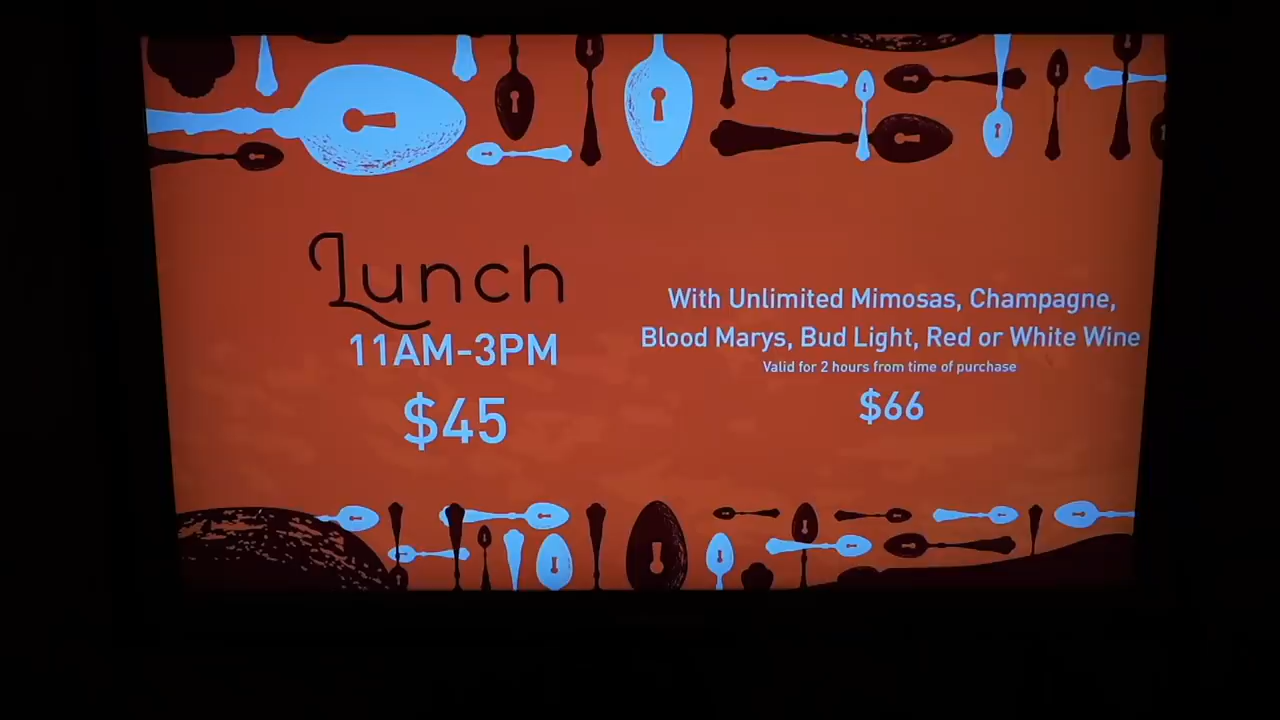 Lunch
11AM-3PM
$45
With Unlimited Mimosas, Champagne,
Blood Marys, Bud Light, Red or White Wine
Valid for 2 hours from time of purchase
$66